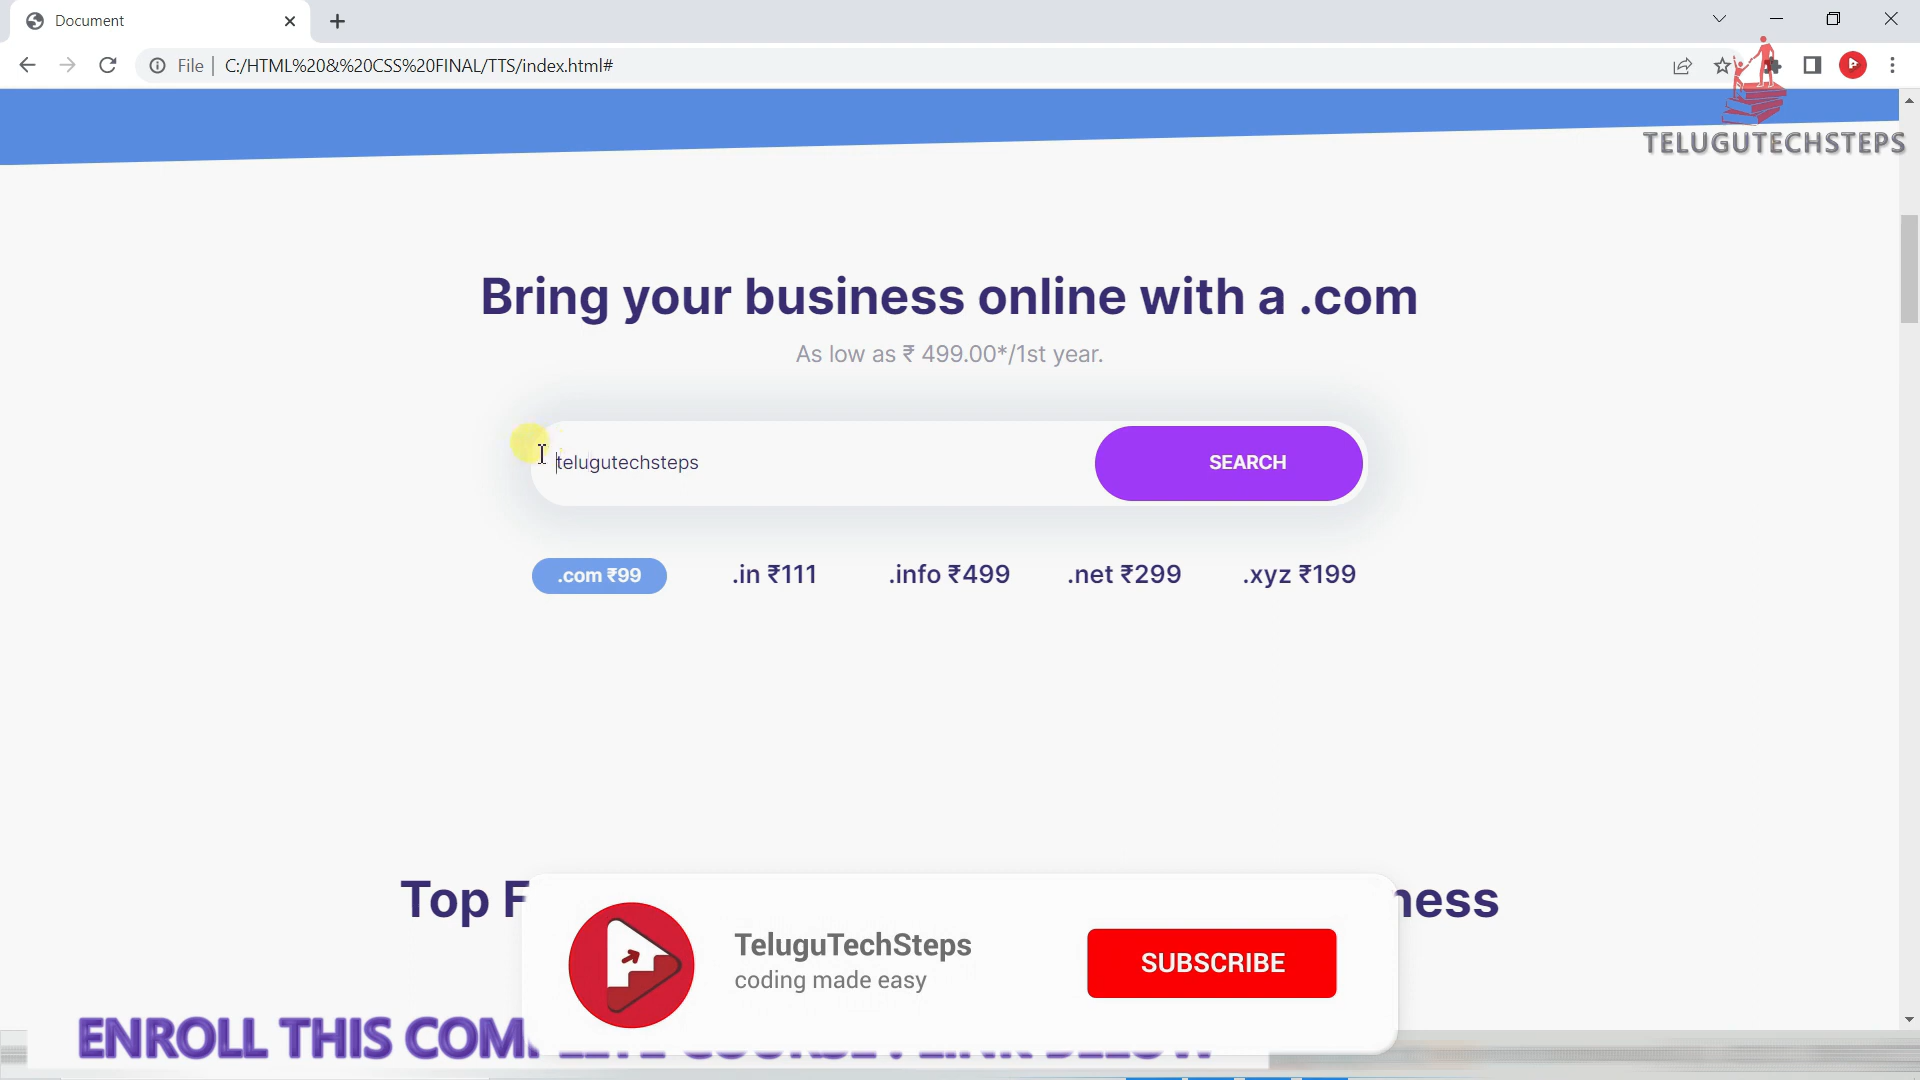 Document
File
C:/HTML%20&%20CSS%20FINAL/TTS/index.html#
TELUGUTECHSTEPS
Bring your business online with a .com
As low as ₹ 499.00*/1st year.
telugutechsteps
SEARCH
.com ₹99
.in ₹111
.info ₹499
.net ₹299
.xyz ₹199
Top
TeluguTechSteps
coding made easy
SUBSCRIBE
ENROLL THIS